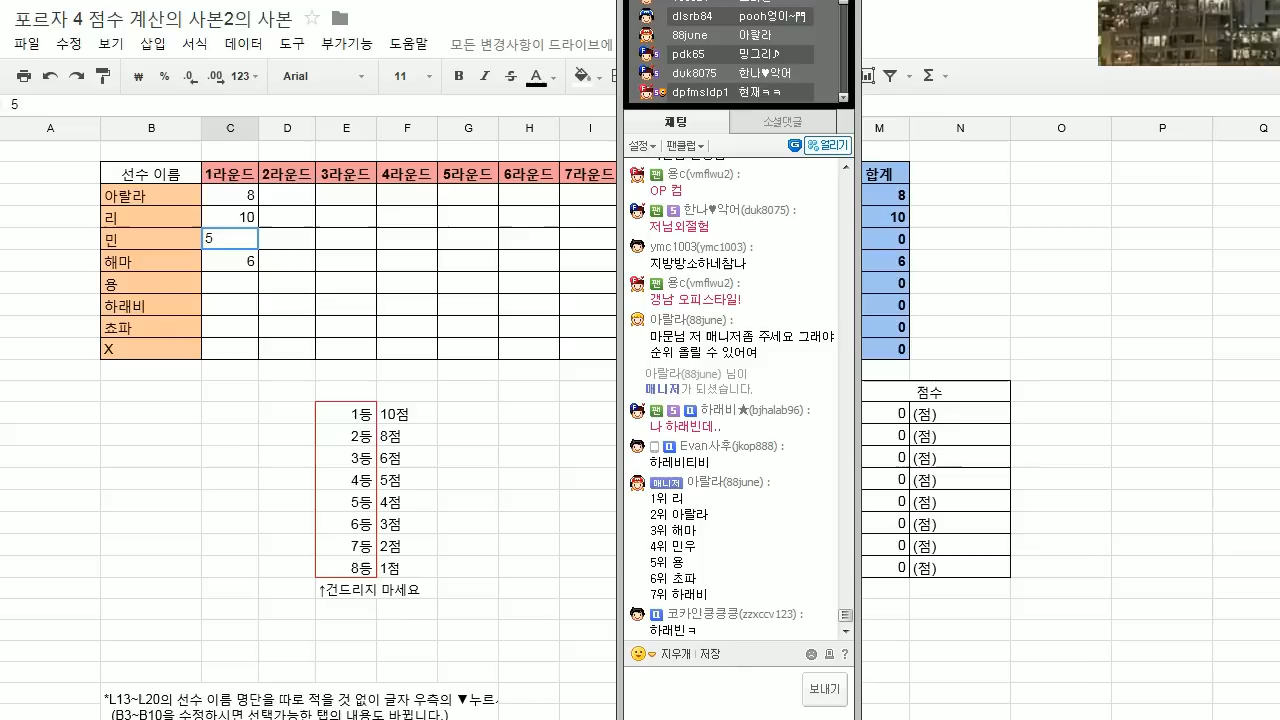 포르자 4 점수 계산의 사본2의 사본
파일 수정 보기 삽입 서식 데이터 도구 부가기능 도움말 모든 변경사항이 드라이브에
₩ % .0 .00 123 Arial 11 B I S A Σ
5
A B C D E F G H I M N O P Q
선수 이름 1라운드 2라운드 3라운드 4라운드 5라운드 6라운드 7라운드 합계
아랄라 8 8
리 10 10
민 5 0
해마 6 6
용 0
하래비 0
쵸파 0
X 0
점수
1등 10점 0 (점)
2등 8점 0 (점)
3등 6점 0 (점)
4등 5점 0 (점)
5등 4점 0 (점)
6등 3점 0 (점)
7등 2점 0 (점)
8등 1점 0 (점)
↑건드리지 마세요
*L13~L20의 선수 이름 명단을 따로 적을 것 없이 글자 우측의 ▼누르
(B3~B10을 수정하시면 선택가능한 탭의 내용도 바뀝니다.)
dlsrb84 pooh엉이~門
88june 아랄라
pdk65 밍그리♪
duk8075 한나♥악어
dpfmsldp1 현재ㅋㅋ
채팅 소셜댓글
설정 팬클럽 열리기
팬 용c(vmflwu2) :
OP 컴
팬 S 한나♥악어(duk8075) :
저님외절험
ymc1003(ymc1003) :
지방방소하네참나
팬 용c(vmflwu2) :
갱남 오피스타일!
아랄라(88june) :
마문님 저 매니저좀 주세요 그래야
순위 올릴 수 있어여
아랄라(88june) 님이
매니저가 되셨습니다.
팬 S 하래비★(bjhalab96) :
나 하래빈데..
Evan사후(jkop888) :
하레비티비
매니저 아랄라(88june) :
1위 리
2위 아랄라
3위 해마
4위 민우
5위 용
6위 쵸파
7위 하래비
코카인킁킁킁(zzxccv123) :
하래빈ㅋ
지우개 저장 ?
보내기